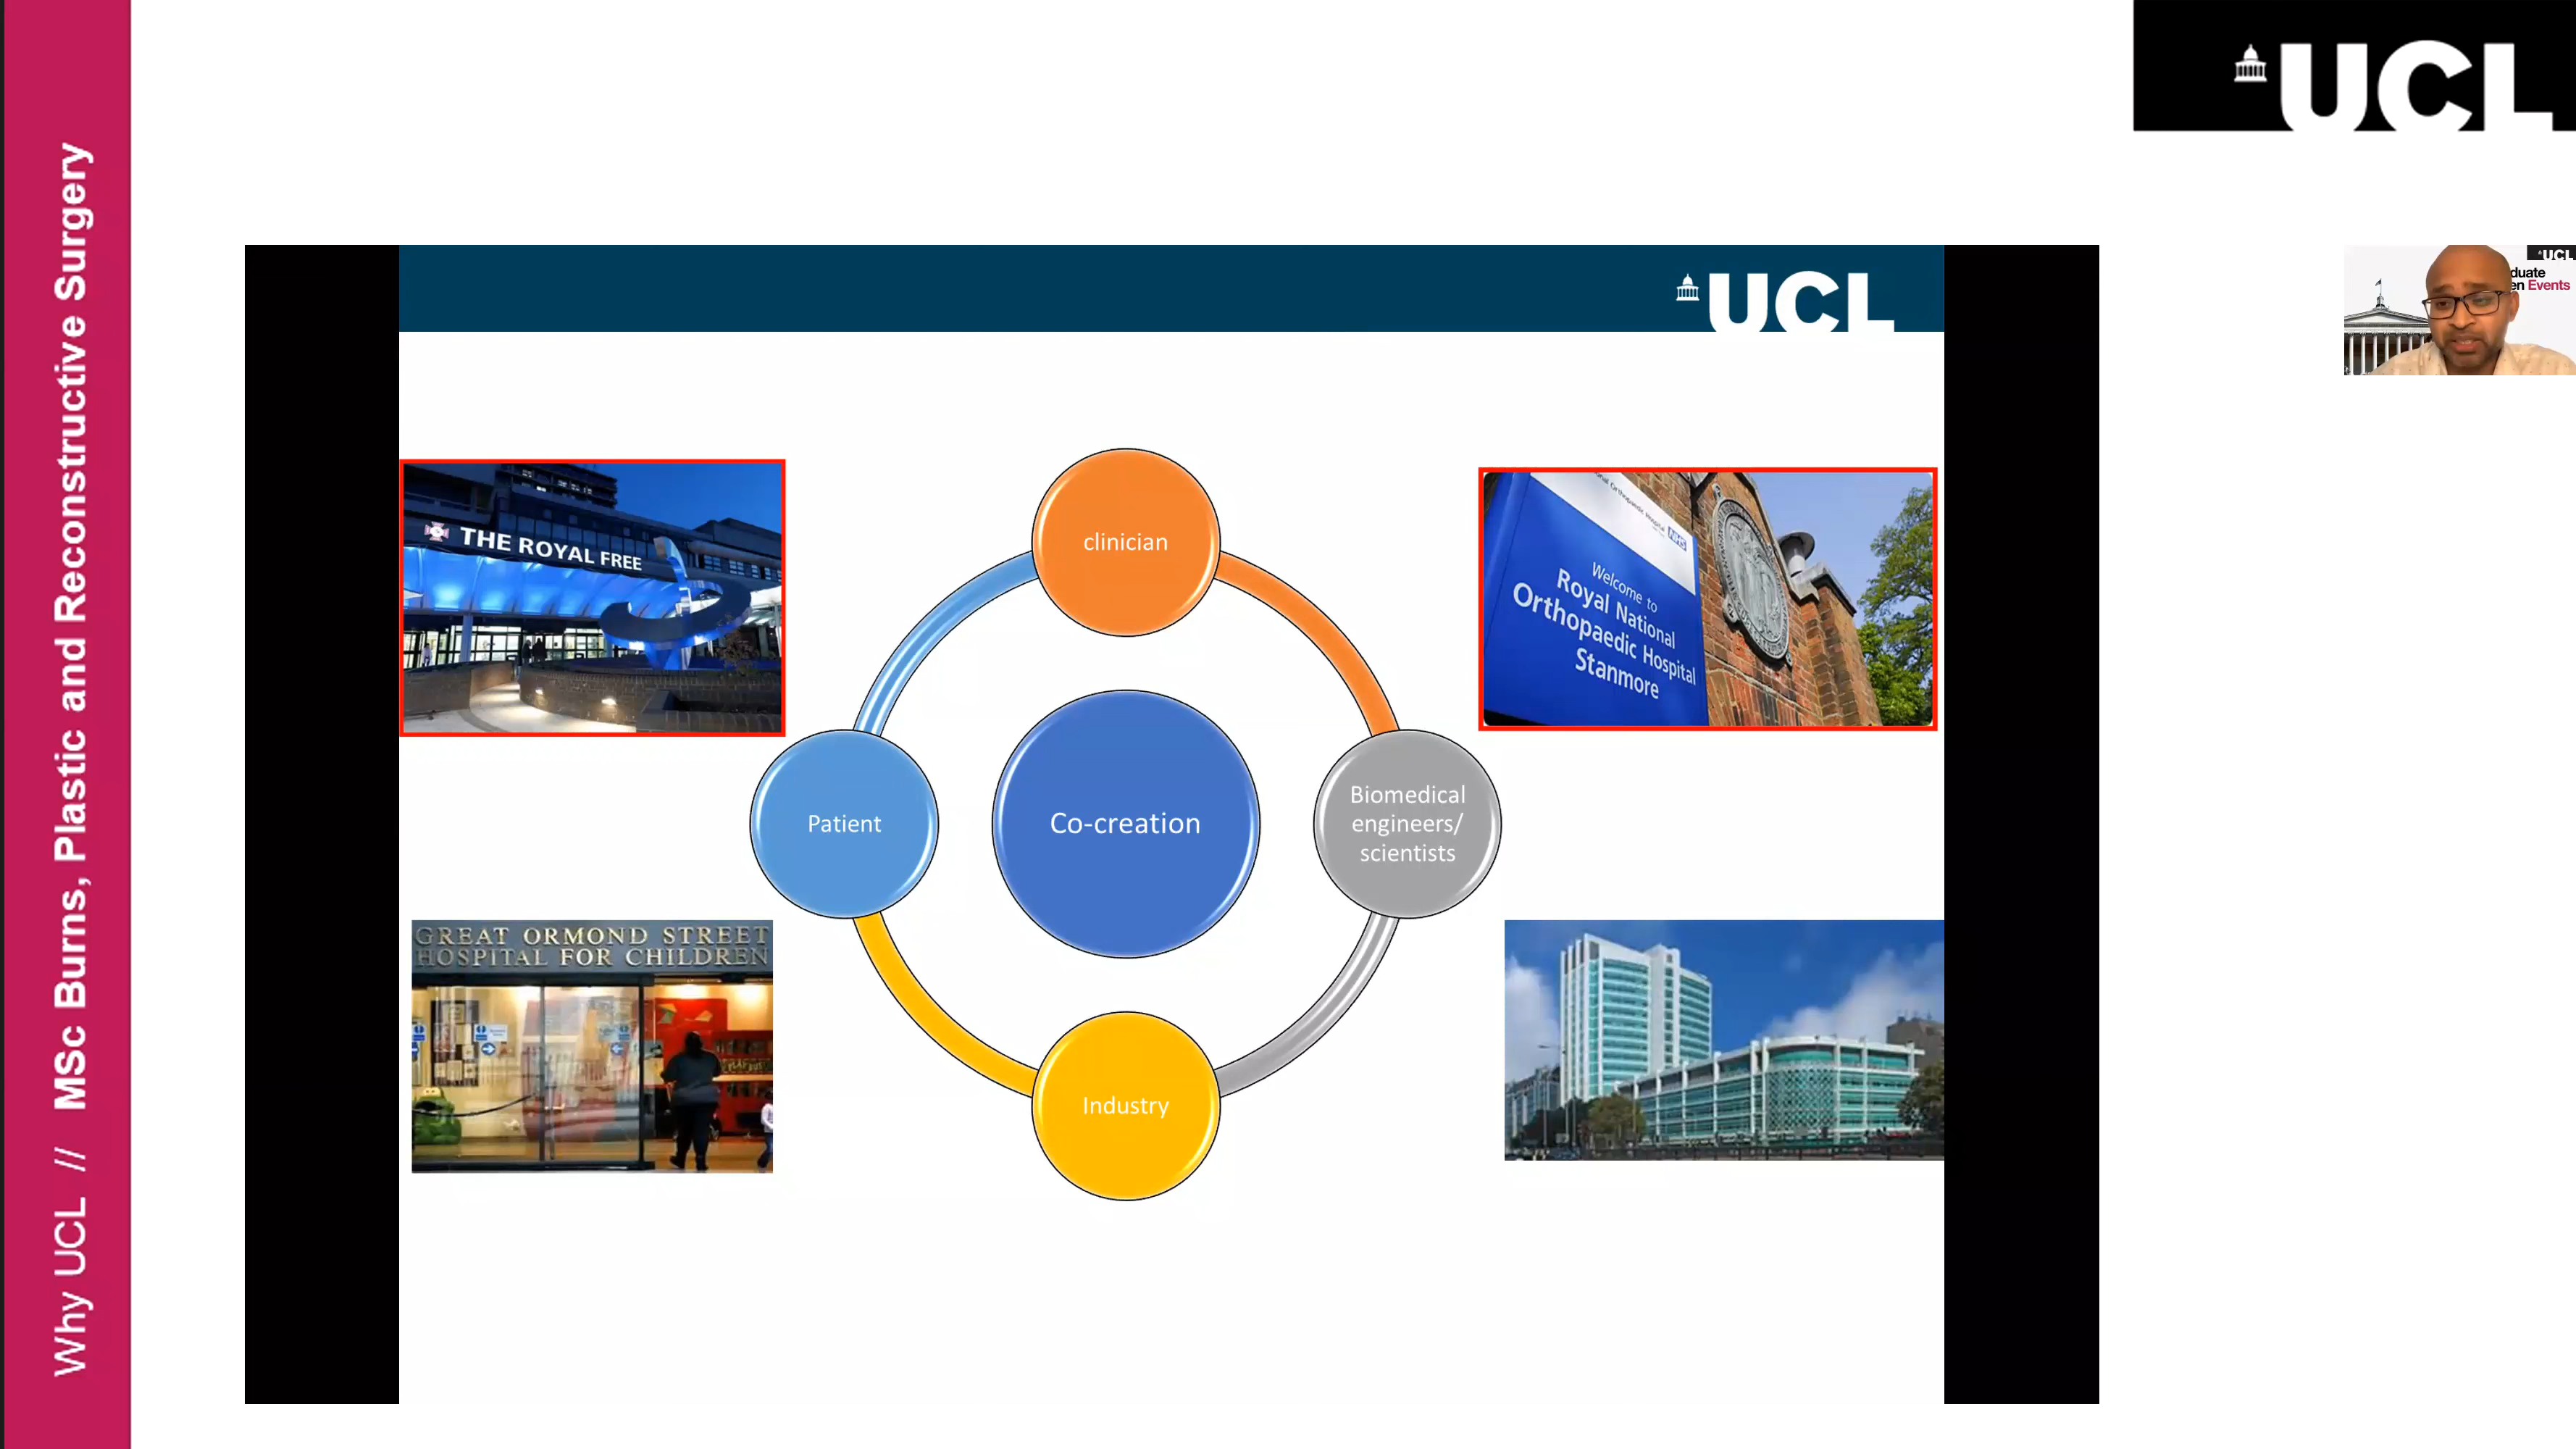 Why UCL // MSc Burns, Plastic and Reconstructive Surgery
UCL
UCL
THE ROYAL FREE
clinician
NHS
Welcome to
Royal National
Orthopaedic Hospital
Stanmore
Patient
Co-creation
Biomedical
engineers/
scientists
GREAT ORMOND STREET
HOSPITAL FOR CHILDREN
Industry
UCL
duate
en Events